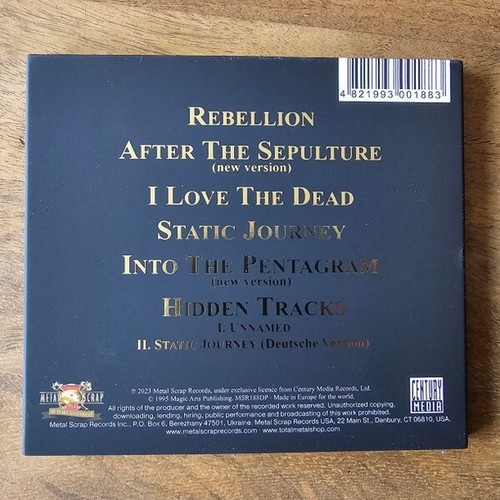 4 821993 001883
REBELLION
AFTER THE SEPULTURE
(new version)
I LOVE THE DEAD
STATIC JOURNEY
INTO THE PENTAGRAM
(new version)
HIDDEN TRACKS
I. UNNAMED
II. STATIC JOURNEY (Deutsche Version)
METAL SCRAP
CENTURY
MEDIA
℗ 2023 Metal Scrap Records, under exclusive licence from Century Media Records, Ltd.
© 1995 Magic Arts Publishing. MSR188DP · Made in Europe for the world.
All rights of the producer and the owner of the recorded work reserved. Unauthorized copying,
downloading, lending, hiring, public performance and broadcasting of this work prohibited.
Metal Scrap Records Inc., P.O. Box 6, Berezhany 47501, Ukraine. Metal Scrap Records USA, 22 Main St., Danbury, CT 06810, USA.
www.metalscraprecords.com · www.totalmetalshop.com